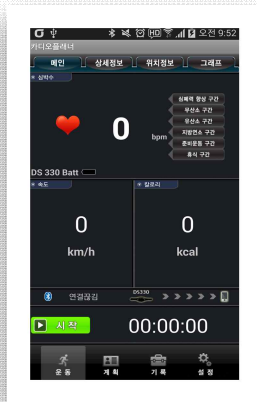 오전 9:52
카디오플래너
메인 상세정보 위치정보 그래프
심박수
0 bpm
심폐력 향상 구간
무산소 구간
유산소 구간
지방연소 구간
준비운동 구간
휴식 구간
DS 330 Batt
속도 칼로리
0 0
km/h kcal
연결끊김 DS330
시 작 00:00:00
운 동 계 획 기 록 설 정